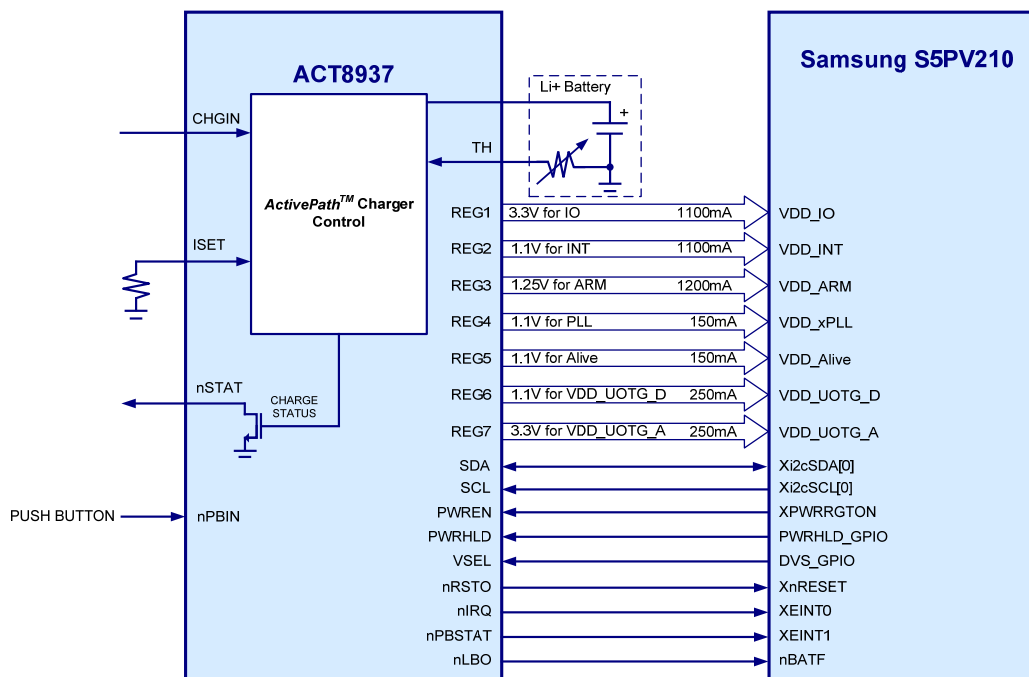 ACT8937
Samsung S5PV210
Li+ Battery
+
CHGIN
TH
ActivePath™ Charger
Control
ISET
REG1 3.3V for IO 1100mA VDD_IO
REG2 1.1V for INT 1100mA VDD_INT
REG3 1.25V for ARM 1200mA VDD_ARM
REG4 1.1V for PLL 150mA VDD_xPLL
REG5 1.1V for Alive 150mA VDD_Alive
REG6 1.1V for VDD_UOTG_D 250mA VDD_UOTG_D
REG7 3.3V for VDD_UOTG_A 250mA VDD_UOTG_A
nSTAT
CHARGE
STATUS
SDA Xi2cSDA[0]
SCL Xi2cSCL[0]
PUSH BUTTON nPBIN
PWREN XPWRRGTON
PWRHLD PWRHLD_GPIO
VSEL DVS_GPIO
nRSTO XnRESET
nIRQ XEINT0
nPBSTAT XEINT1
nLBO nBATF